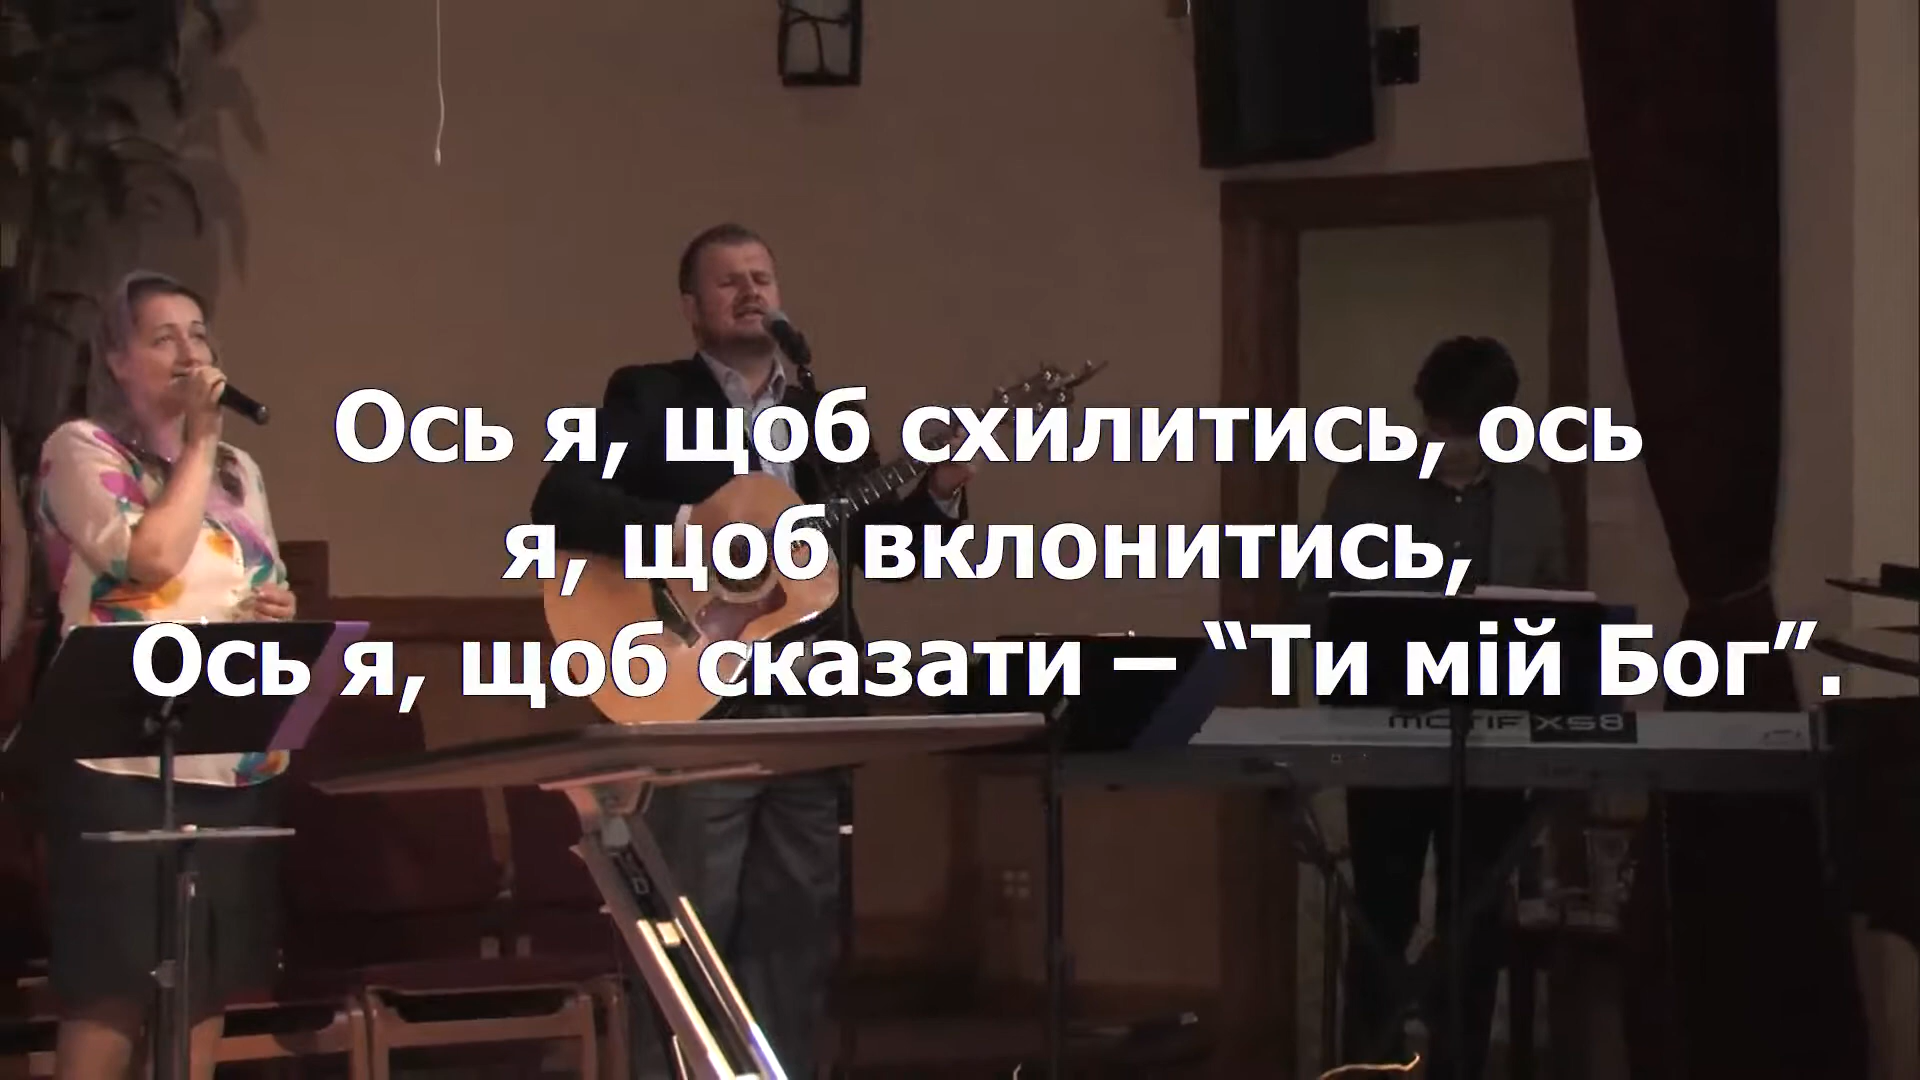 Ось я, щоб схилитись, ось
я, щоб вклонитись,
Ось я, щоб сказати – “Ти мій Бог”.
MOTIF XS8